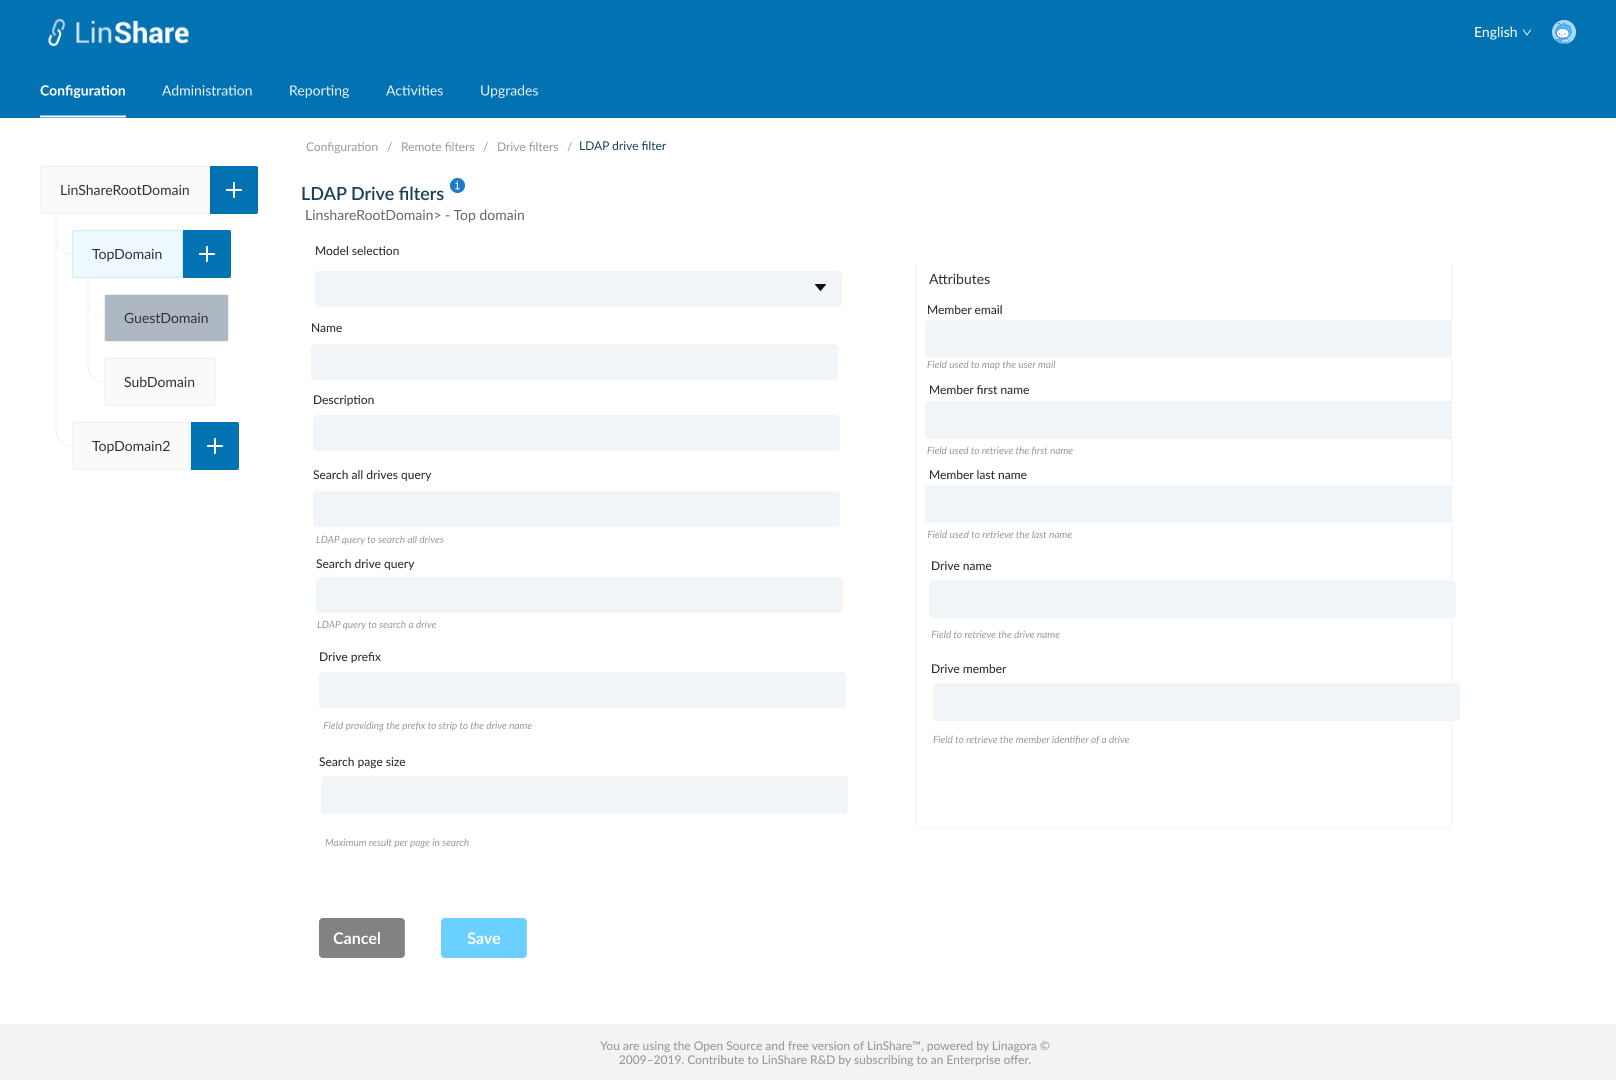 LinShare
English
Configuration
Administration
Reporting
Activities
Upgrades
Configuration / Remote filters / Drive filters / LDAP drive filter
LinShareRootDomain
TopDomain
GuestDomain
SubDomain
TopDomain2
LDAP Drive filters
LinshareRootDomain> - Top domain
Model selection
Name
Description
Search all drives query
LDAP query to search all drives
Search drive query
LDAP query to search a drive
Drive prefix
Field providing the prefix to strip to the drive name
Search page size
Maximum result per page in search
Attributes
Member email
Field used to map the user mail
Member first name
Field used to retrieve the first name
Member last name
Field used to retrieve the last name
Drive name
Field to retrieve the drive name
Drive member
Field to retrieve the member identifier of a drive
Cancel
Save
You are using the Open Source and free version of LinShare™, powered by Linagora ©
2009–2019. Contribute to LinShare R&D by subscribing to an Enterprise offer.